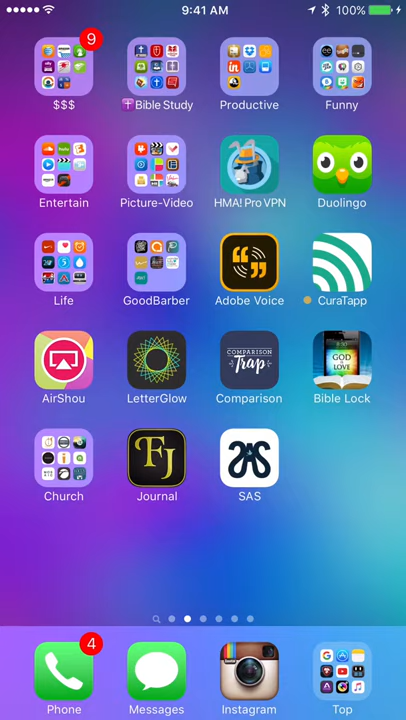 9:41 AM
100%
9
$$$
Bible Study
Productive
Funny
Entertain
Picture-Video
HMA! Pro VPN
Duolingo
Life
GoodBarber
Adobe Voice
CuraTapp
COMPARISON
Trap
GOD
LOVE
AirShou
LetterGlow
Comparison
Bible Lock
FJ
SAS
Church
Journal
SAS
4
Phone
Messages
Instagram
Top